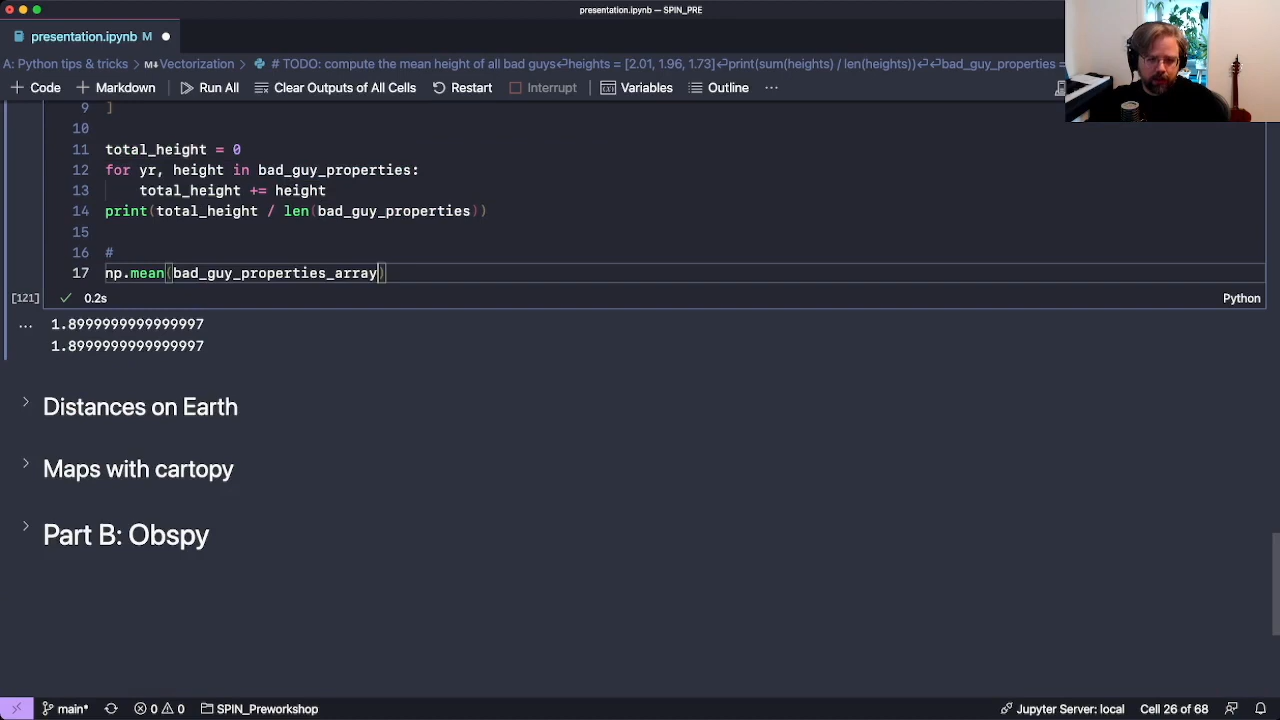 presentation.ipynb — SPIN_PRE
presentation.ipynb M
A: Python tips & tricks > M↓Vectorization > # TODO: compute the mean height of all bad guys↵heights = [2.01, 1.96, 1.73]↵print(sum(heights) / len(heights))↵↵bad_guy_properties =
+ Code + Markdown Run All Clear Outputs of All Cells Restart Interrupt Variables Outline ...
9 ]
10
11 total_height = 0
12 for yr, height in bad_guy_properties:
13 total_height += height
14 print(total_height / len(bad_guy_properties))
15
16 #
17 np.mean(bad_guy_properties_array)
[121] ✓ 0.2s Python
... 1.8999999999999997
1.8999999999999997
> Distances on Earth
> Maps with cartopy
> Part B: Obspy
main* 0 0 SPIN_Preworkshop Jupyter Server: local Cell 26 of 68